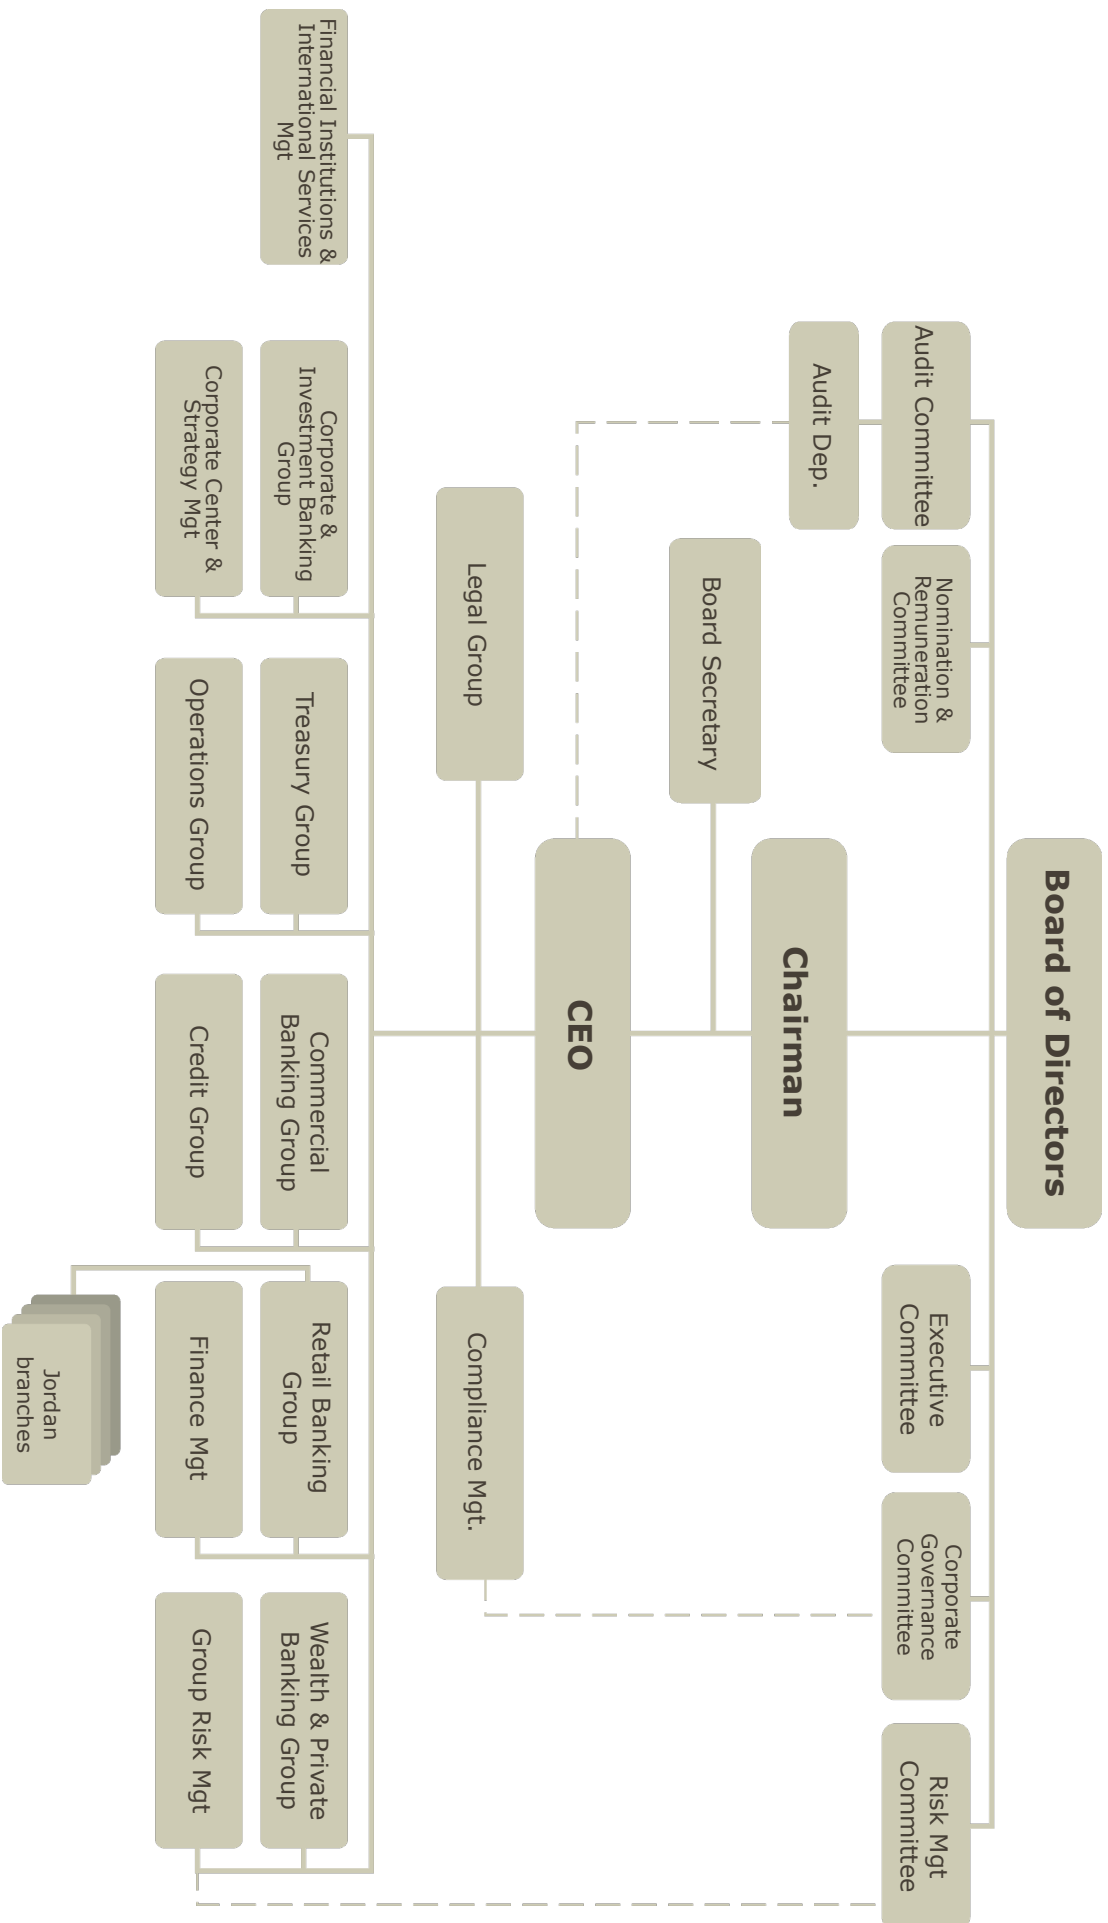 Board of Directors
Audit Committee
Nomination &
Remuneration
Committee
Executive
Committee
Corporate
Governance
Committee
Risk Mgt
Committee
Audit Dep.
Chairman
Board Secretary
CEO
Legal Group
Compliance Mgt.
Financial Institutions &
International Services
Mgt
Corporate &
Investment Banking
Group
Treasury Group
Commercial
Banking Group
Retail Banking
Group
Wealth & Private
Banking Group
Corporate Center &
Strategy Mgt
Operations Group
Credit Group
Finance Mgt
Group Risk Mgt
Jordan
branches